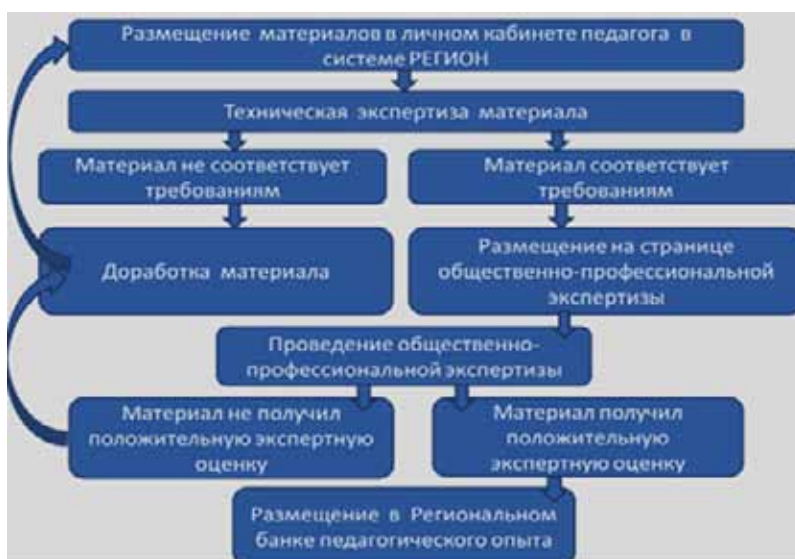 Размещение материалов в личном кабинете педагога в
системе РЕГИОН
Техническая экспертиза материала
Материал не соответствует
требованиям
Материал соответствует
требованиям
Доработка материала
Размещение на странице
общественно-профессиональной
экспертизы
Проведение общественно-
профессиональной экспертизы
Материал не получил
положительную экспертную
оценку
Материал получил
положительную
экспертную оценку
Размещение в Региональном
банке педагогического опыта